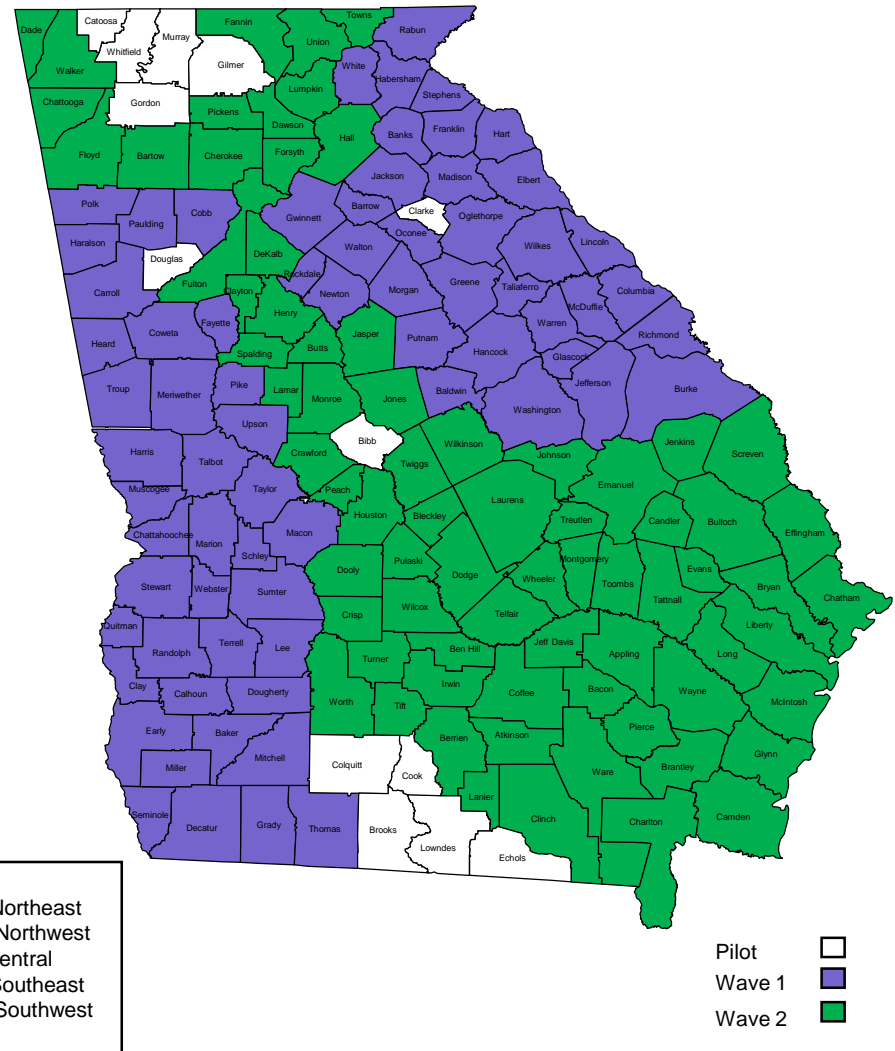 Towns
Rabun
Fannin
Catoosa
Dade
Murray
Union
Whitfield
Gilmer
White
Walker
Habersham
Lumpkin
Stephens
Chattooga
Gordon
Pickens
Dawson
Banks
Franklin
Hart
Hall
Floyd
Bartow
Cherokee
Forsyth
Jackson
Madison
Elbert
Polk
Cobb
Barrow
Clarke
Paulding
Gwinnett
Oglethorpe
Oconee
Haralson
Walton
Wilkes
Lincoln
DeKalb
Douglas
Rockdale
Fulton
Carroll
Clayton
Newton
Morgan
Greene
Taliaferro
Columbia
McDuffie
Henry
Fayette
Coweta
Heard
Jasper
Putnam
Warren
Richmond
Spalding
Butts
Hancock
Glascock
Troup
Meriwether
Pike
Lamar
Monroe
Jones
Baldwin
Jefferson
Burke
Washington
Upson
Bibb
Wilkinson
Harris
Talbot
Crawford
Twiggs
Johnson
Jenkins
Screven
Muscogee
Taylor
Peach
Emanuel
Laurens
Houston
Bleckley
Treutlen
Candler
Bulloch
Effingham
Chattahoochee
Marion
Macon
Schley
Montgomery
Stewart
Webster
Sumter
Dooly
Pulaski
Dodge
Wheeler
Toombs
Evans
Tattnall
Bryan
Chatham
Crisp
Wilcox
Telfair
Liberty
Quitman
Randolph
Terrell
Lee
Turner
Ben Hill
Jeff Davis
Appling
Long
Clay
Calhoun
Dougherty
Worth
Tift
Irwin
Coffee
Bacon
Wayne
McIntosh
Early
Baker
Mitchell
Berrien
Atkinson
Pierce
Miller
Colquitt
Cook
Ware
Brantley
Glynn
Seminole
Decatur
Grady
Thomas
Brooks
Lowndes
Lanier
Clinch
Echols
Charlton
Camden
Northeast
Northwest
entral
Southeast
Southwest
Pilot
Wave 1
Wave 2